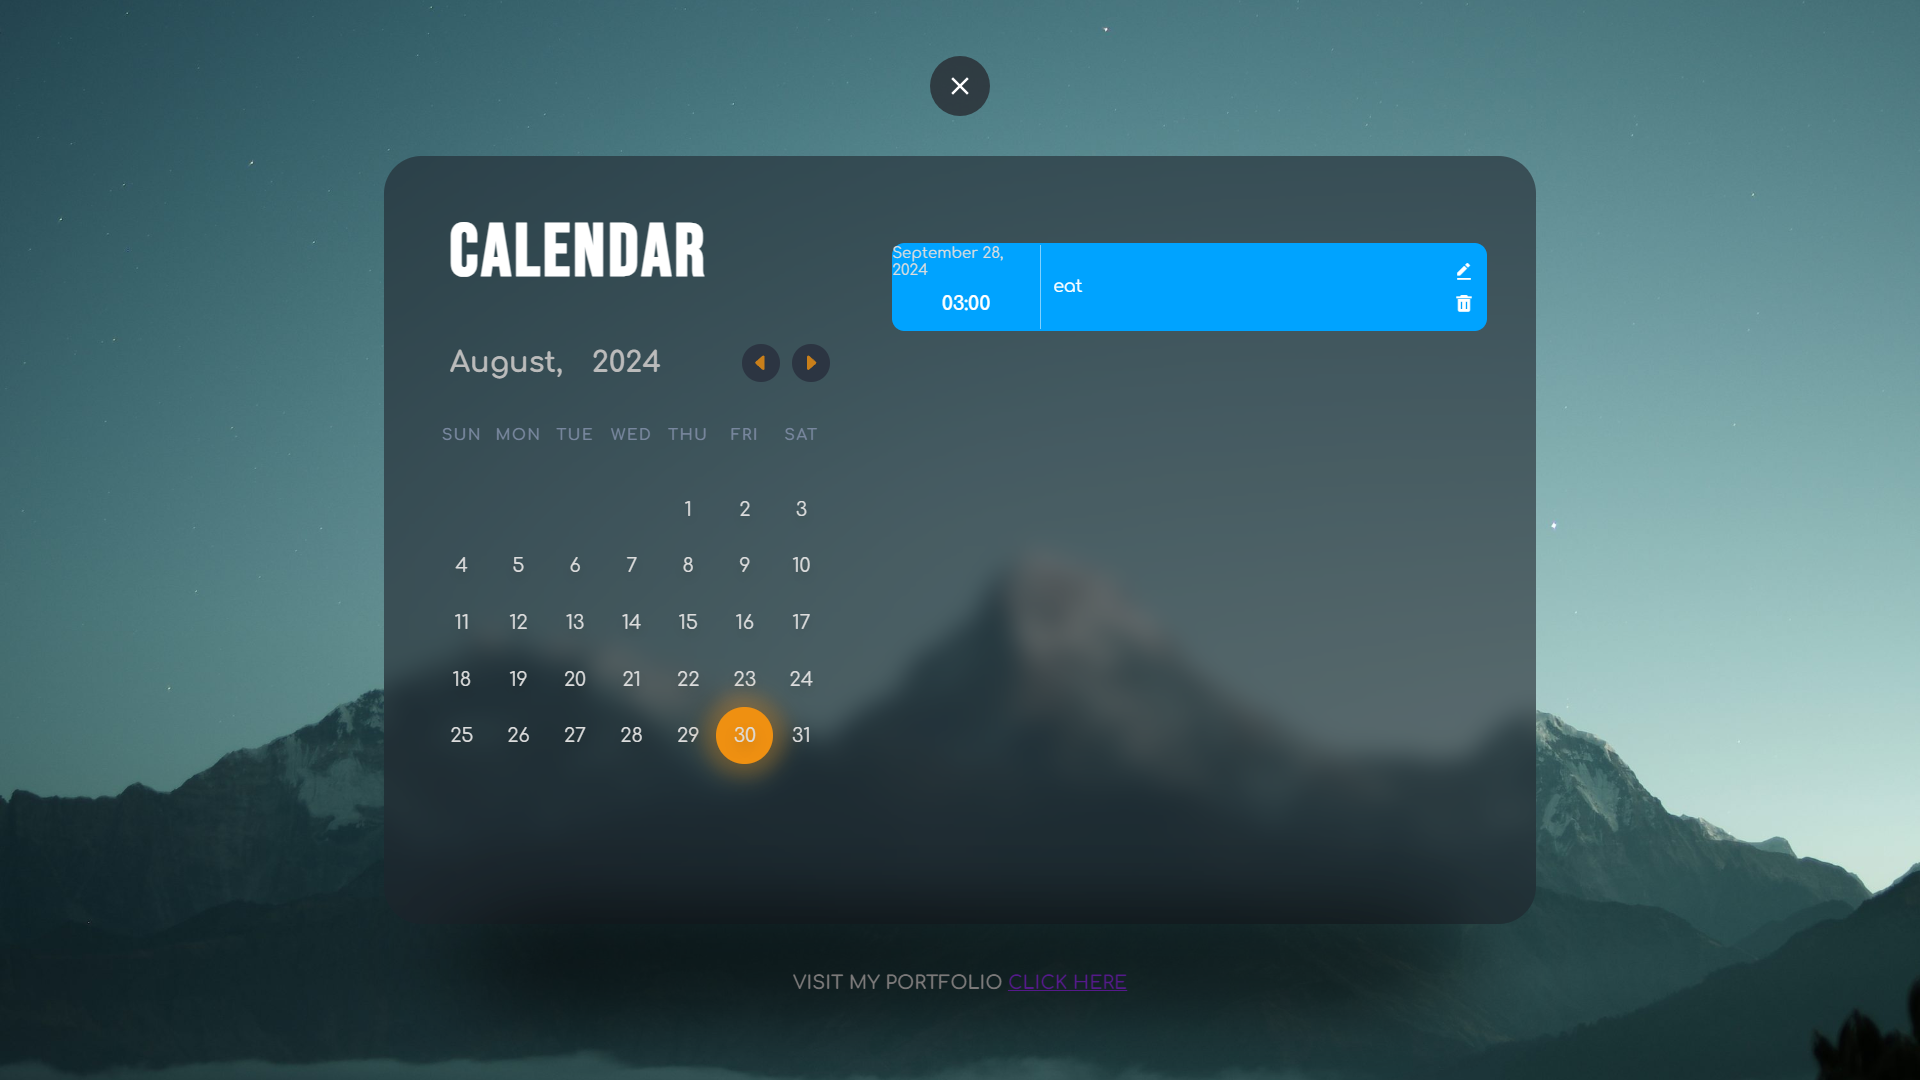 CALENDAR
August, 2024
SUN MON TUE WED THU FRI SAT
1 2 3
4 5 6 7 8 9 10
11 12 13 14 15 16 17
18 19 20 21 22 23 24
25 26 27 28 29 30 31
September 28,
2024
03:00
eat
VISIT MY PORTFOLIO CLICK HERE